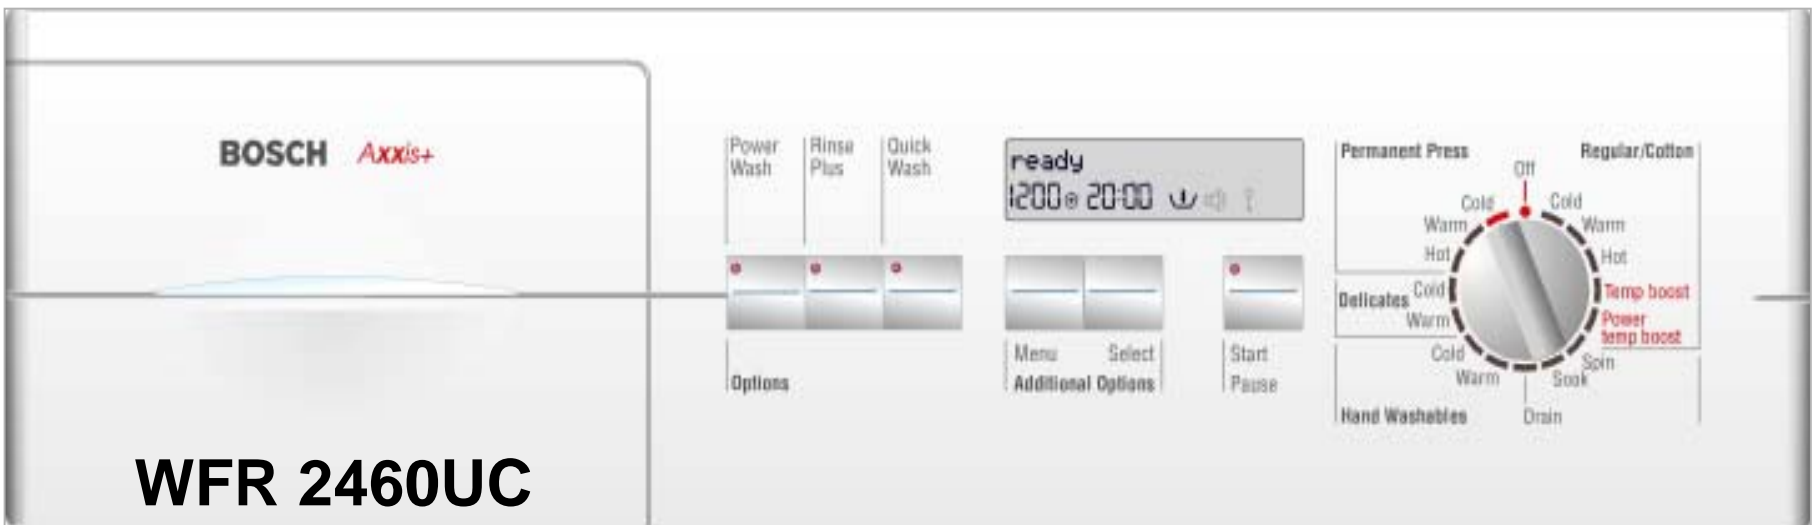 BOSCH Axxis+
WFR 2460UC
Power
Wash
Rinse
Plus
Quick
Wash
Options
ready
1200 20:00
Menu Select
Additional Options
Start
Pause
Permanent Press
Regular/Cotton
Off
Cold
Warm
Hot
Cold
Warm
Hot
Temp boost
Power
temp boost
Delicates
Cold
Warm
Cold
Warm
Hand Washables
Spin
Soak
Drain